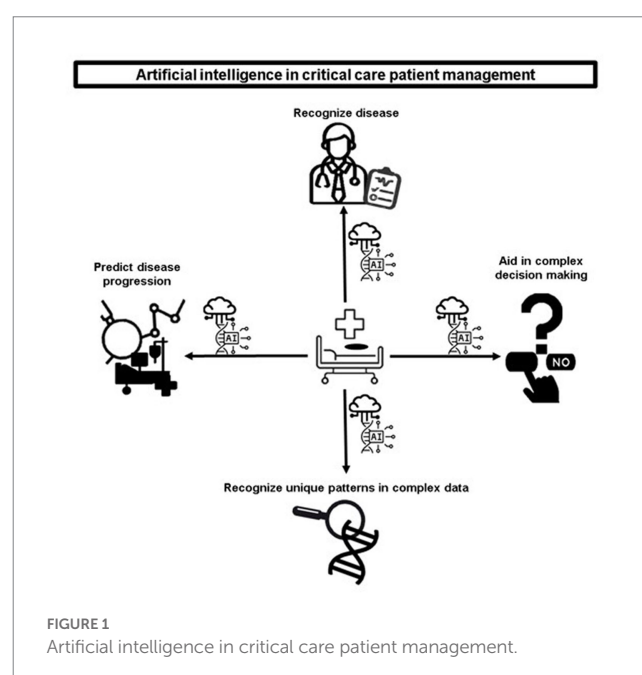 Artificial intelligence in critical care patient management
Recognize disease
AI
Predict disease
progression
AI
Aid in complex
decision making
AI
NO
AI
Recognize unique patterns in complex data
FIGURE 1
Artificial intelligence in critical care patient management.